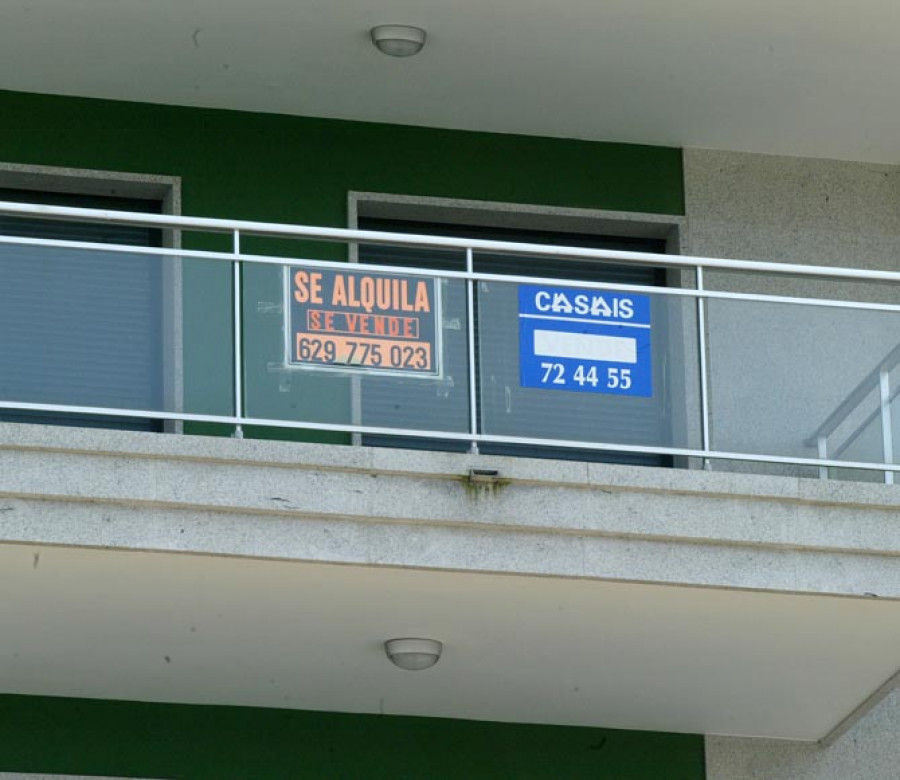 SE ALQUILA
SE VENDE
629 775 023
CASAIS
72 44 55